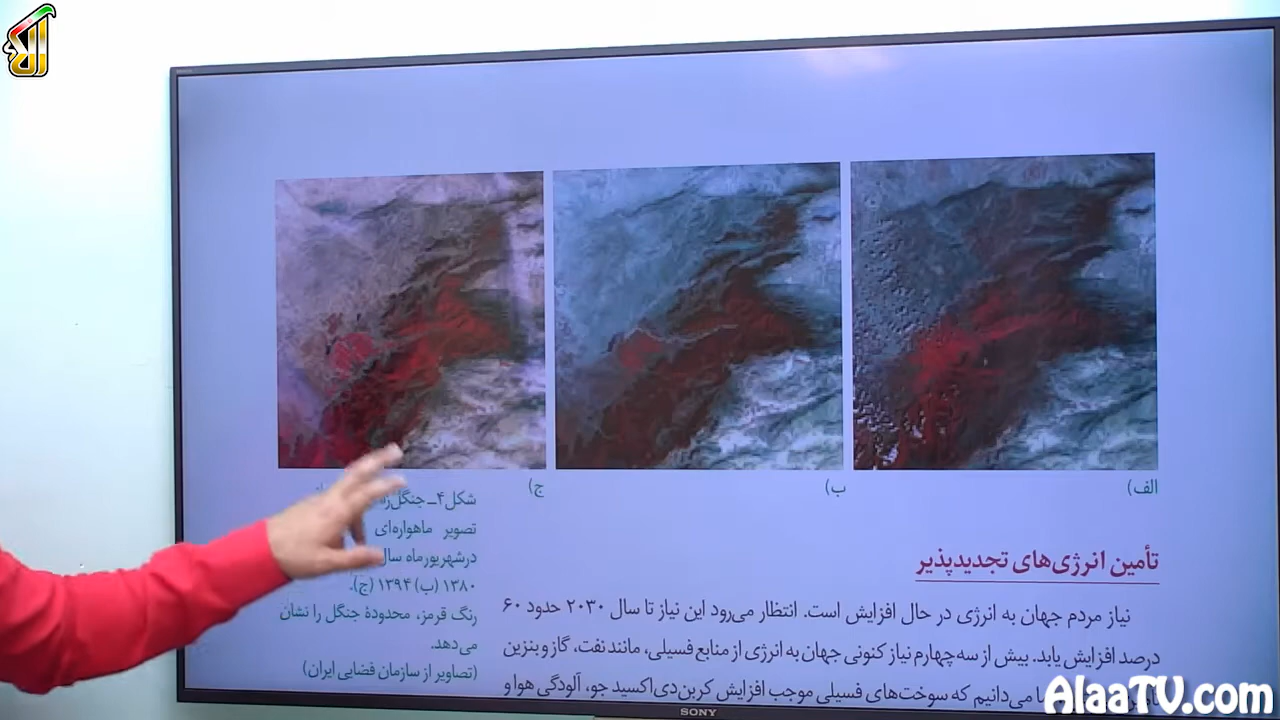 الف)
ب)
ج)
شکل ۴ـ جنگل‌زدا
تصویر ماهواره‌ای
درشهریورماه سال
۱۳۸۰ (ب) ۱۳۹۴ (ج).
رنگ قرمز، محدودهٔ جنگل را نشان
می‌دهد.
(تصاویر از سازمان فضایی ایران)
تأمین انرژی‌های تجدیدپذیر
نیاز مردم جهان به انرژی در حال افزایش است. انتظار می‌رود این نیاز تا سال ۲۰۳۰ حدود ۶۰
درصد افزایش یابد. بیش از سه‌چهارم نیاز کنونی جهان به انرژی از منابع فسیلی، مانند نفت، گاز و بنزین
می‌دانیم که سوخت‌های فسیلی موجب افزایش کربن‌دی‌اکسید جو، آلودگی هوا و
SONY
AlaaTV.com